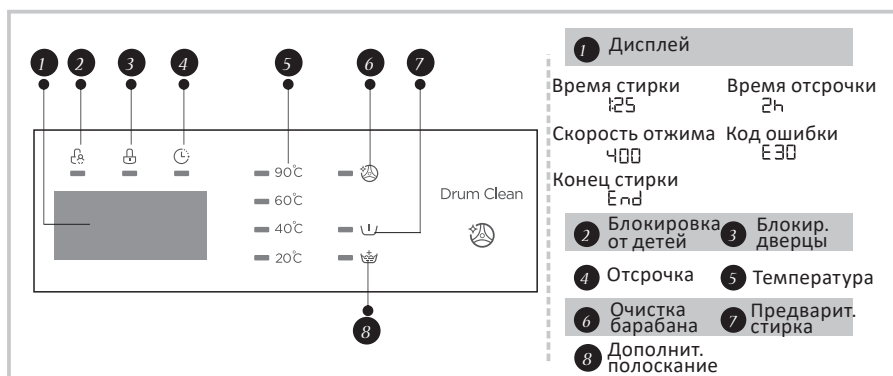 1 2 3 4 5 6 7
90℃
60℃
40℃
20℃
Drum Clean
8
1 Дисплей
Время стирки Время отсрочки
1:25 2h
Скорость отжима Код ошибки
400 E30
Конец стирки
End
2 Блокировка от детей
3 Блокир. дверцы
4 Отсрочка
5 Температура
6 Очистка барабана
7 Предварит. стирка
8 Дополнит. полоскание